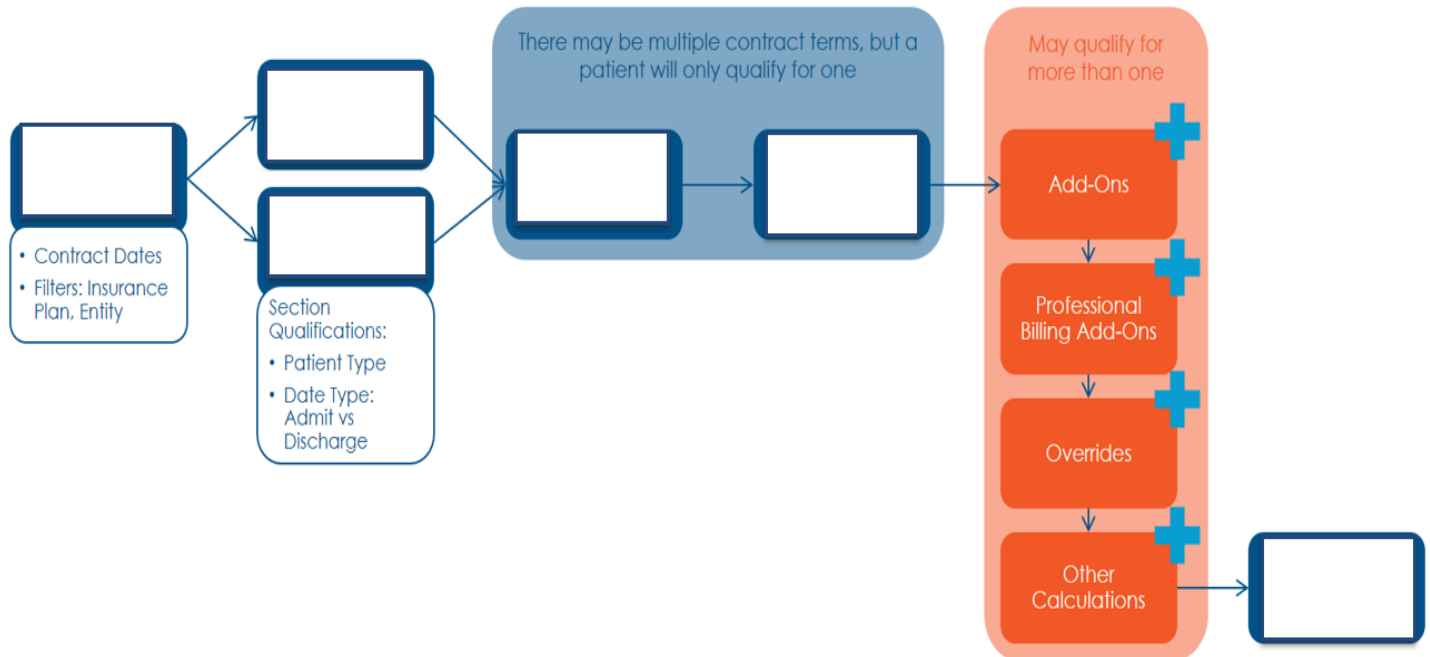 There may be multiple contract terms, but a
patient will only qualify for one
May qualify for
more than one
• Contract Dates
• Filters: Insurance
Plan, Entity
Section
Qualifications:
• Patient Type
• Date Type:
Admit vs
Discharge
Add-Ons
Professional
Billing Add-Ons
Overrides
Other
Calculations